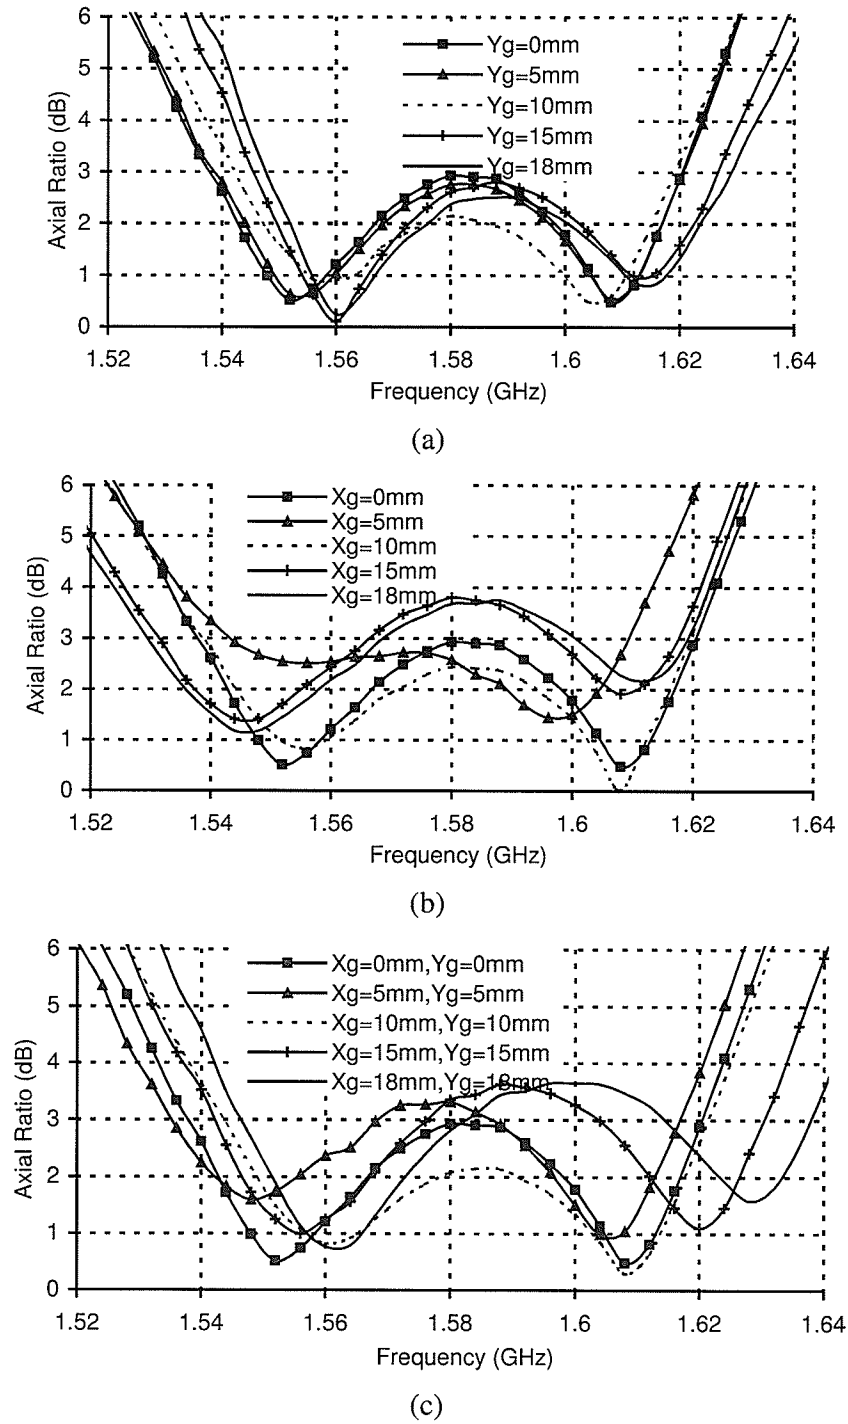 6
5
4
3
2
1
0
Axial Ratio (dB)
Yg=0mm
Yg=5mm
Yg=10mm
Yg=15mm
Yg=18mm
1.52 1.54 1.56 1.58 1.6 1.62 1.64
Frequency (GHz)
(a)
6
5
4
3
2
1
0
Axial Ratio (dB)
Xg=0mm
Xg=5mm
Xg=10mm
Xg=15mm
Xg=18mm
1.52 1.54 1.56 1.58 1.6 1.62 1.64
Frequency (GHz)
(b)
6
5
4
3
2
1
0
Axial Ratio (dB)
Xg=0mm,Yg=0mm
Xg=5mm,Yg=5mm
Xg=10mm,Yg=10mm
Xg=15mm,Yg=15mm
Xg=18mm,Yg=18mm
1.52 1.54 1.56 1.58 1.6 1.62 1.64
Frequency (GHz)
(c)